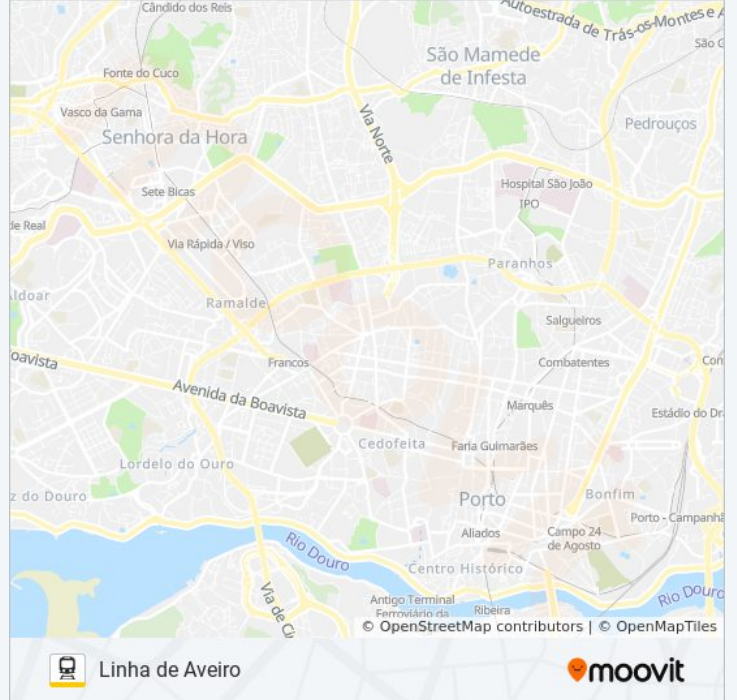 Cândido dos Reis
Autoestrada de Trás-os-Montes e A
São Mamede
de Infesta
São C
Fonte do Cuco
Vasco da Gama
Via Norte
Pedrouços
Senhora da Hora
Sete Bicas
Hospital São João
IPO
de Real
Via Rápida / Viso
Paranhos
ldoar
Ramalde
Salgueiros
oavista
Francos
Combatentes
Con
Avenida da Boavista
Marquês
Estádio do Dra
Cedofeita
Faria Guimarães
Lordelo do Ouro
z do Douro
Porto
Bonfim
Porto - Campanhã
Aliados
Campo 24
de Agosto
Rio Douro
Centro Histórico
Via de Ci
Rio Douro
Antigo Terminal
Ferroviário da
Ribeira
© OpenStreetMap contributors | © OpenMapTiles
Linha de Aveiro
moovit